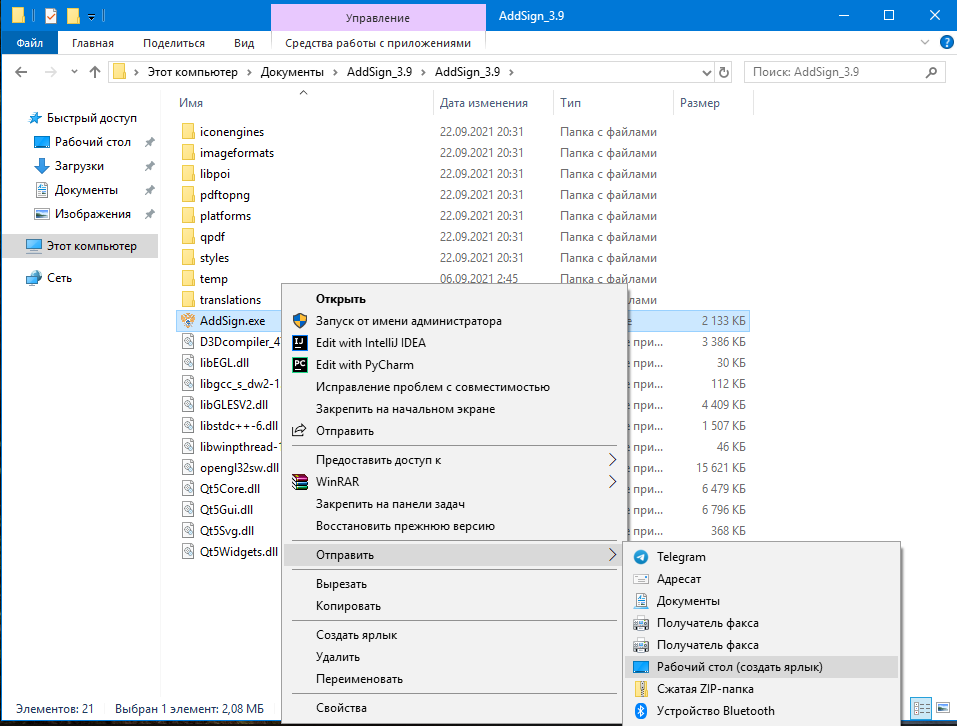 Управление
AddSign_3.9
Файл
Главная
Поделиться
Вид
Средства работы с приложениями
Этот компьютер > Документы > AddSign_3.9 > AddSign_3.9 >
Поиск: AddSign_3.9
Быстрый доступ
Рабочий стол
Загрузки
Документы
Изображения
Этот компьютер
Сеть
Имя Дата изменения Тип Размер
iconengines 22.09.2021 20:31 Папка с файлами
imageformats 22.09.2021 20:31 Папка с файлами
libpoi 22.09.2021 20:31 Папка с файлами
pdftopng 22.09.2021 20:31 Папка с файлами
platforms 22.09.2021 20:31 Папка с файлами
qpdf 22.09.2021 20:31 Папка с файлами
styles 22.09.2021 20:31 Папка с файлами
temp 06.09.2021 2:45 Папка с файлами
translations лами
AddSign.exe е 2 133 КБ
D3Dcompiler_4 е при... 3 386 КБ
libEGL.dll е при... 30 КБ
libgcc_s_dw2-1 е при... 112 КБ
libGLESV2.dll е при... 4 409 КБ
libstdc++-6.dll е при... 1 507 КБ
libwinpthread-1 е при... 46 КБ
opengl32sw.dll е при... 15 621 КБ
Qt5Core.dll е при... 6 479 КБ
Qt5Gui.dll е при... 6 796 КБ
Qt5Svg.dll е при... 368 КБ
Qt5Widgets.dll
Открыть
Запуск от имени администратора
IJ Edit with IntelliJ IDEA
PC Edit with PyCharm
Исправление проблем с совместимостью
Закрепить на начальном экране
Отправить
Предоставить доступ к
WinRAR
Закрепить на панели задач
Восстановить прежнюю версию
Отправить
Вырезать
Копировать
Создать ярлык
Удалить
Переименовать
Свойства
Telegram
Адресат
Документы
Получатель факса
Получатель факса
Рабочий стол (создать ярлык)
Сжатая ZIP-папка
Устройство Bluetooth
Элементов: 21 Выбран 1 элемент: 2,08 МБ